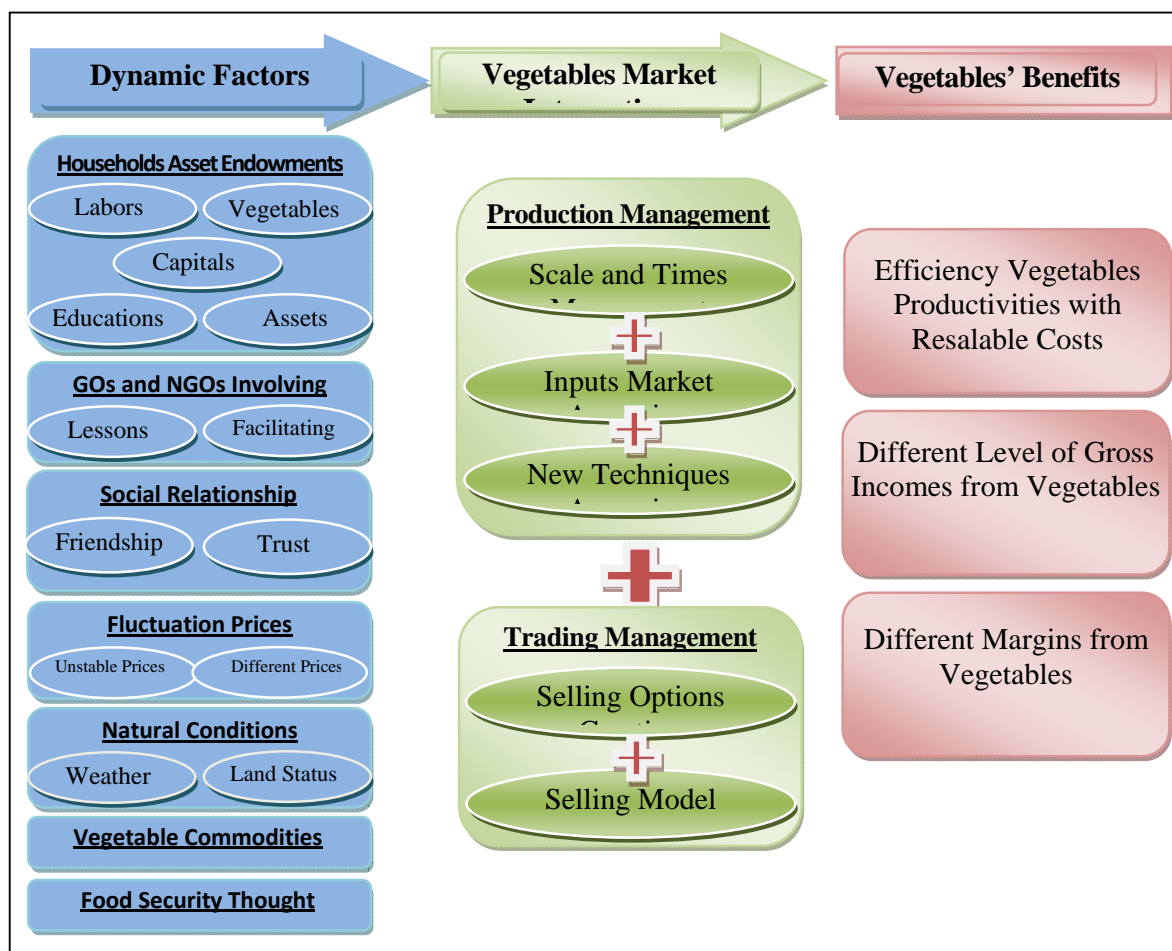 Dynamic Factors
Vegetables Market
Vegetables' Benefits
Households Asset Endowments
Labors
Vegetables
Capitals
Educations
Assets
GOs and NGOs Involving
Lessons
Facilitating
Social Relationship
Friendship
Trust
Fluctuation Prices
Unstable Prices
Different Prices
Natural Conditions
Weather
Land Status
Vegetable Commodities
Food Security Thought
Production Management
Scale and Times
Inputs Market
New Techniques
Trading Management
Selling Options
Selling Model
Efficiency Vegetables
Productivities with
Resalable Costs
Different Level of Gross
Incomes from Vegetables
Different Margins from
Vegetables